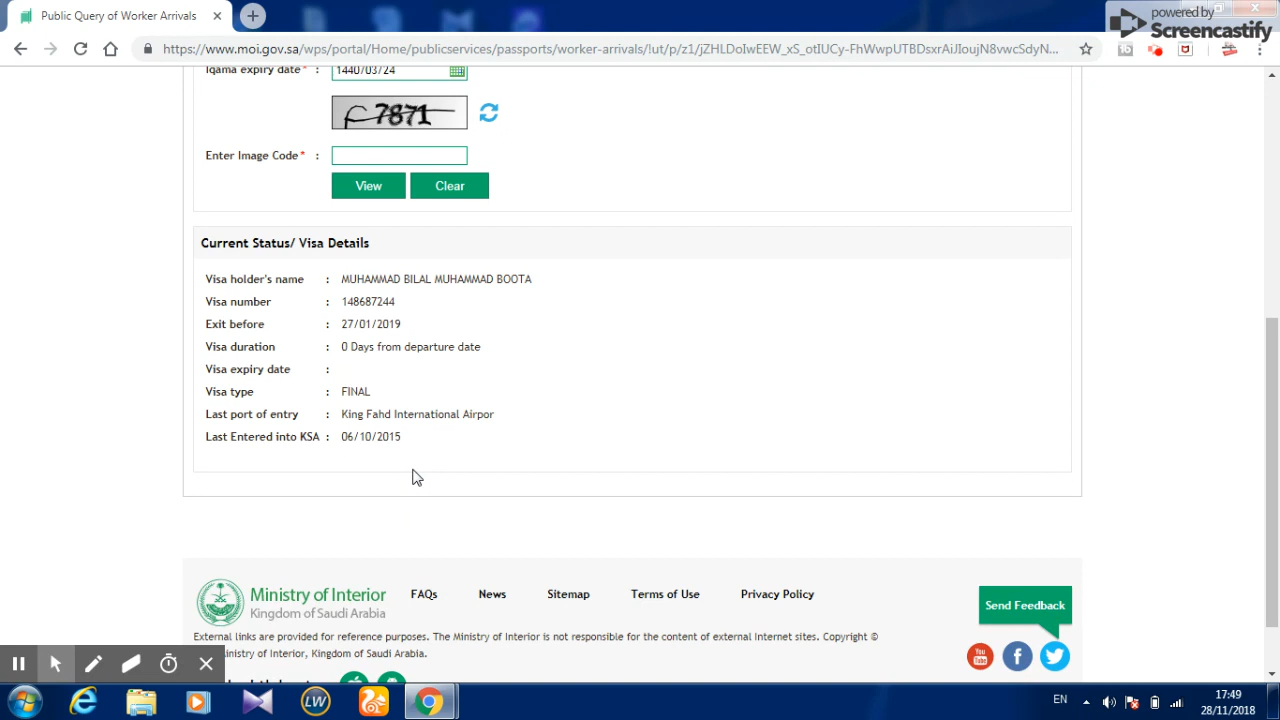 Public Query of Worker Arrivals
powered by
Screencastify
https://www.moi.gov.sa/wps/portal/Home/publicservices/passports/worker-arrivals/!ut/p/z1/jZHLDoIwEEW_xS_otIUCy-FhWwpUTBDsxrAiJIoujN8vwcSdyN...
Iqama expiry date* : 1440/03/24
7871
Enter Image Code* :
View Clear
Current Status/ Visa Details
Visa holder's name : MUHAMMAD BILAL MUHAMMAD BOOTA
Visa number : 148687244
Exit before : 27/01/2019
Visa duration : 0 Days from departure date
Visa expiry date :
Visa type : FINAL
Last port of entry : King Fahd International Airpor
Last Entered into KSA : 06/10/2015
Ministry of Interior
Kingdom of Saudi Arabia
FAQs News Sitemap Terms of Use Privacy Policy
Send Feedback
External links are provided for reference purposes. The Ministry of Interior is not responsible for the content of external Internet sites. Copyright ©
inistry of Interior, Kingdom of Saudi Arabia.
You Tube
LW
EN
17:49
28/11/2018